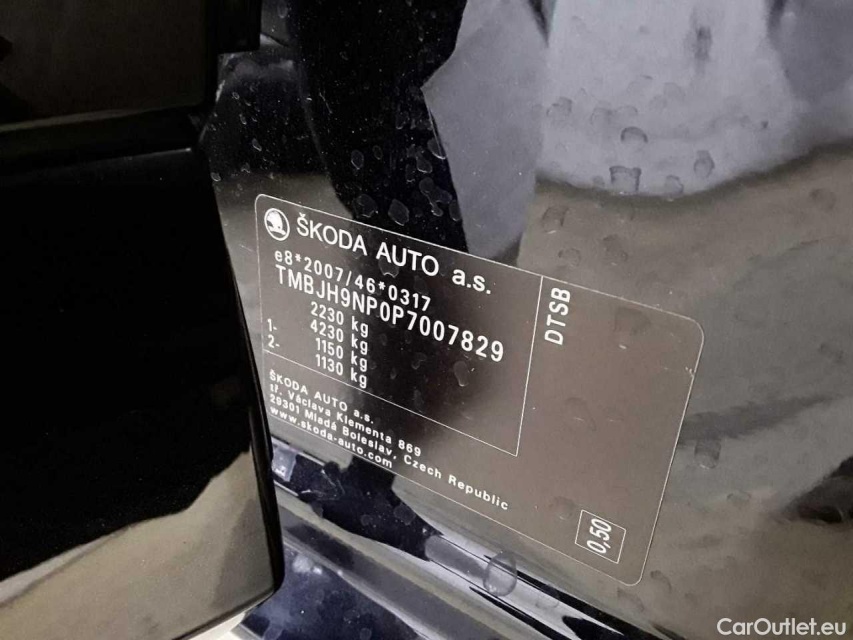 ŠKODA AUTO a.s.
e8*2007/46*0317
TMBJH9NP0P7007829
2230 kg
4230 kg
1- 1150 kg
2- 1130 kg
DTSB
ŠKODA AUTO a.s.
tř. Václava Klementa 869
29301 Mladá Boleslav, Czech Republic
www.skoda-auto.com
0,50
CarOutlet.eu